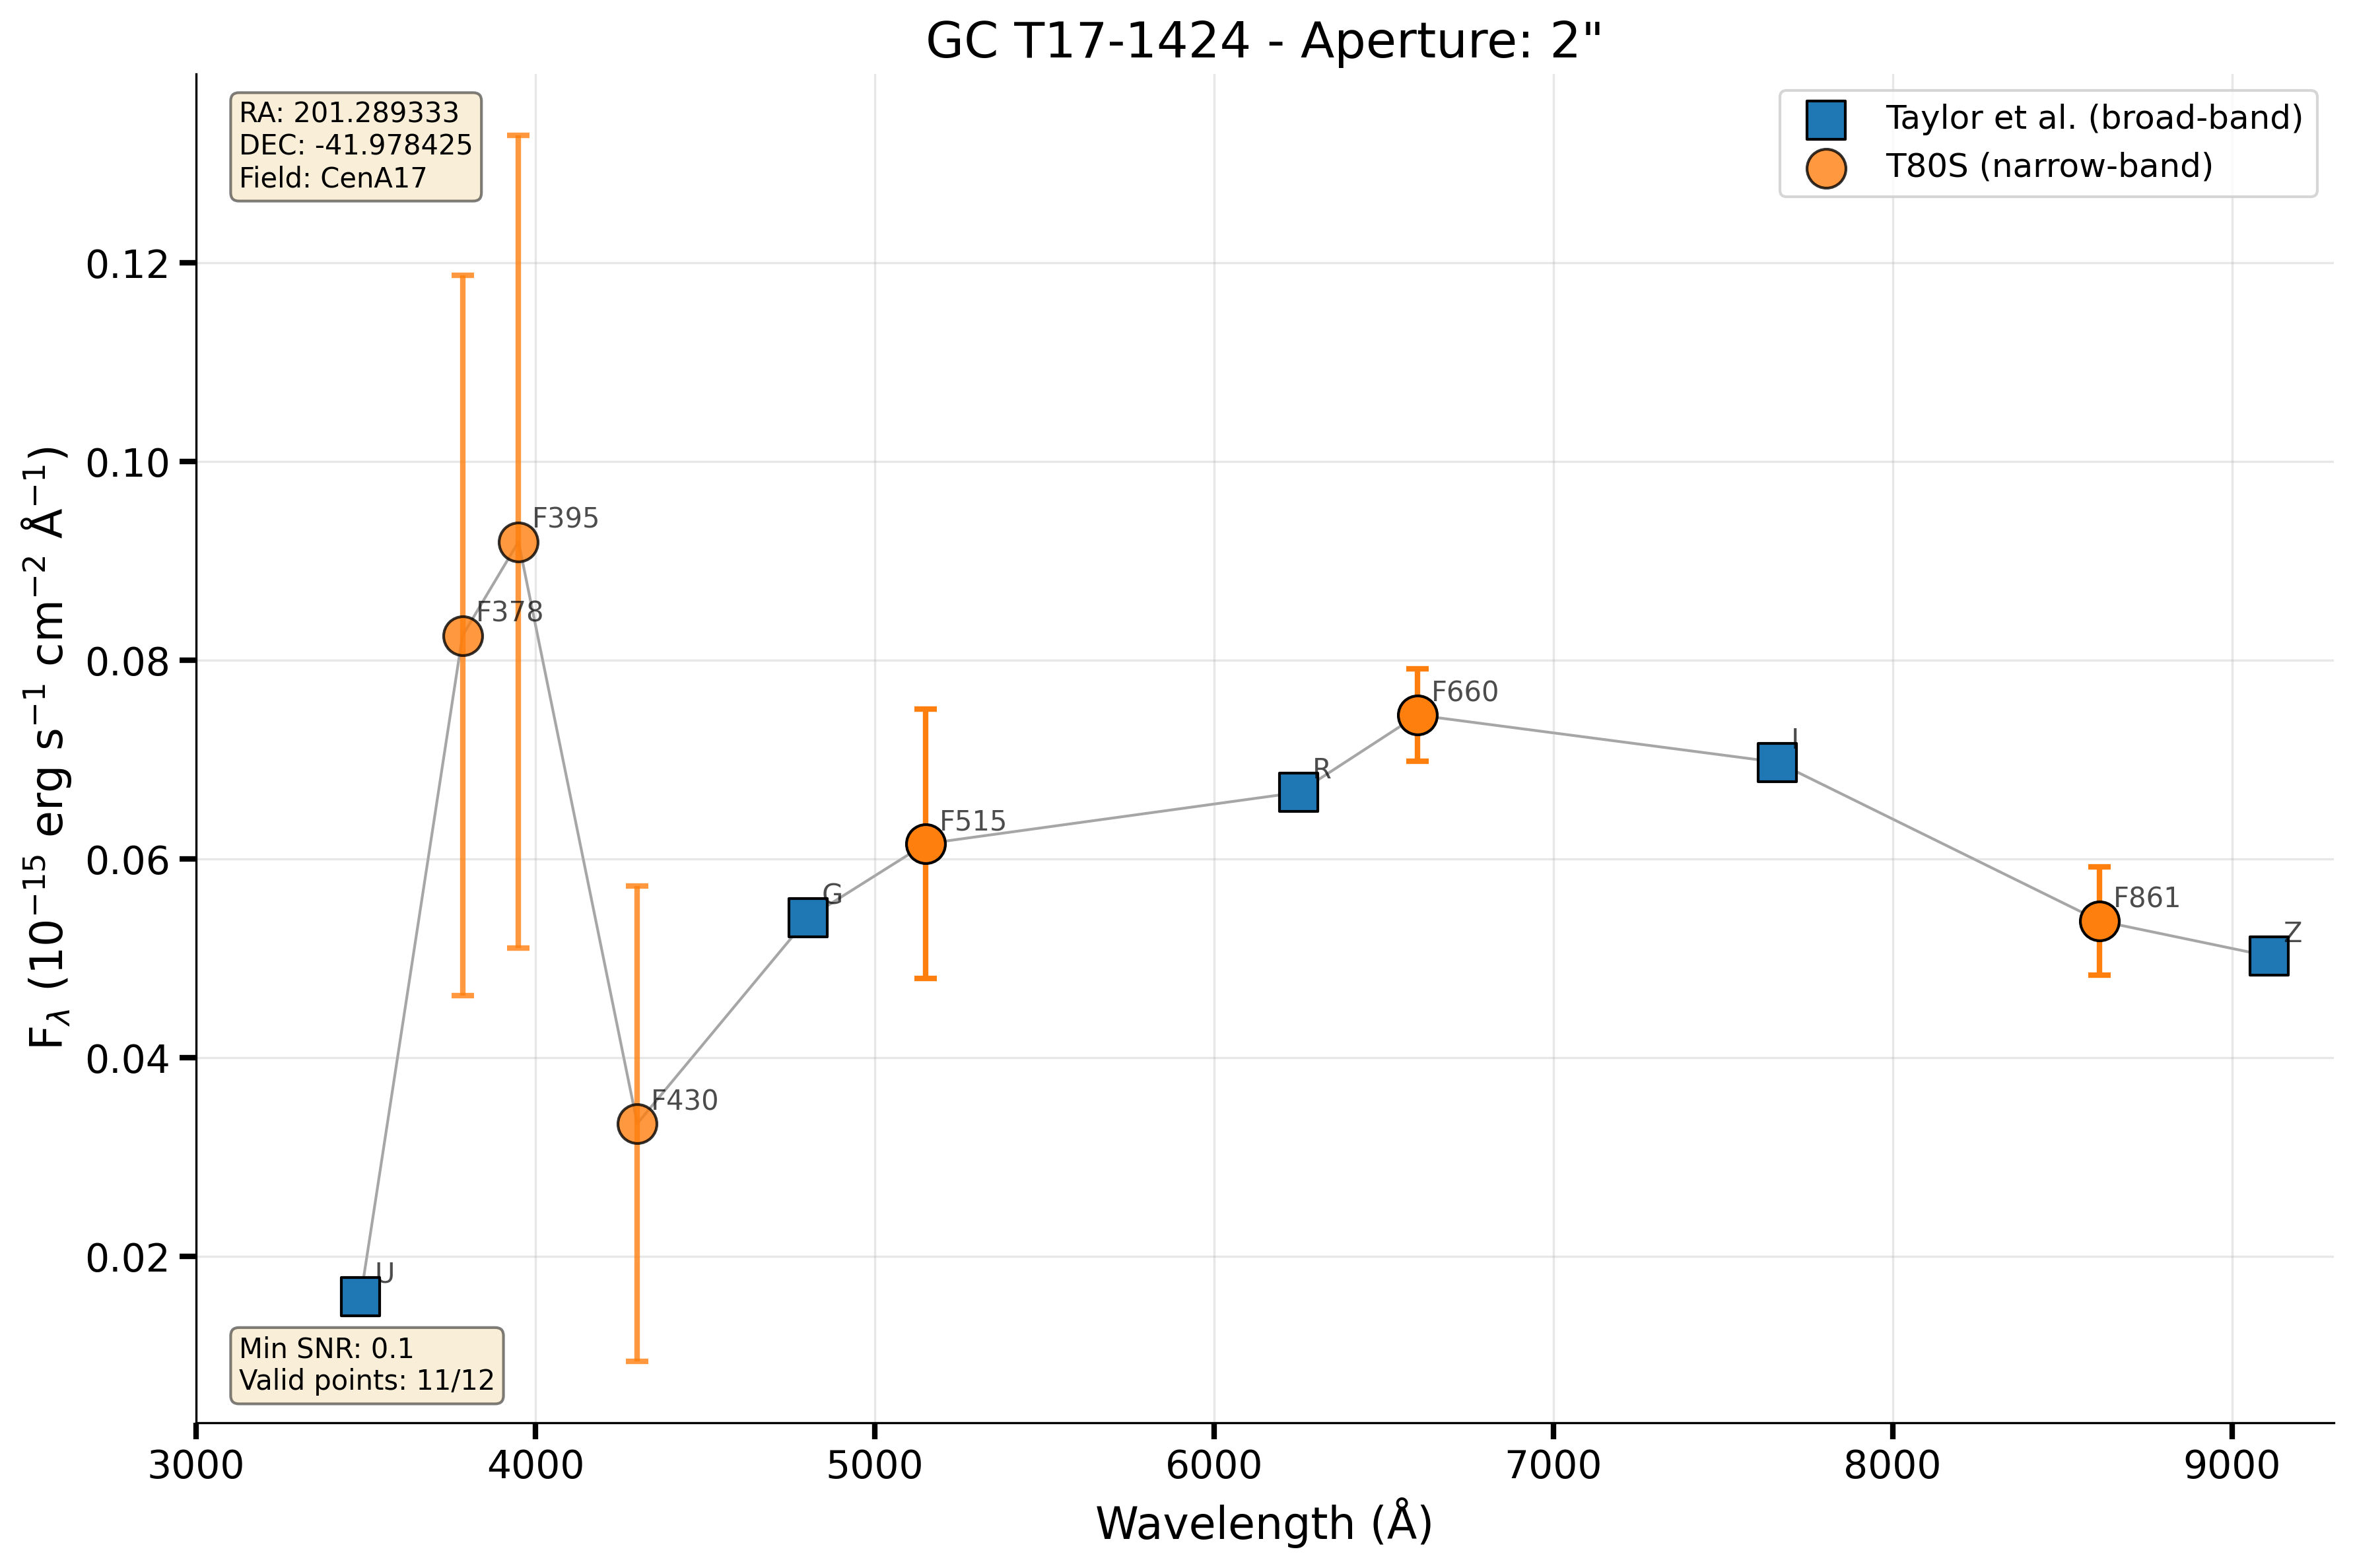 GC T17-1424 - Aperture: 2"
RA: 201.289333
DEC: -41.978425
Field: CenA17
Taylor et al. (broad-band)
T80S (narrow-band)
0.12
0.10
0.08
0.06
0.04
0.02
F_λ (10⁻¹⁵ erg s⁻¹ cm⁻² Å⁻¹)
F395
F378
F660
I
R
F515
G
F861
Z
F430
U
Min SNR: 0.1
Valid points: 11/12
3000 4000 5000 6000 7000 8000 9000
Wavelength (Å)